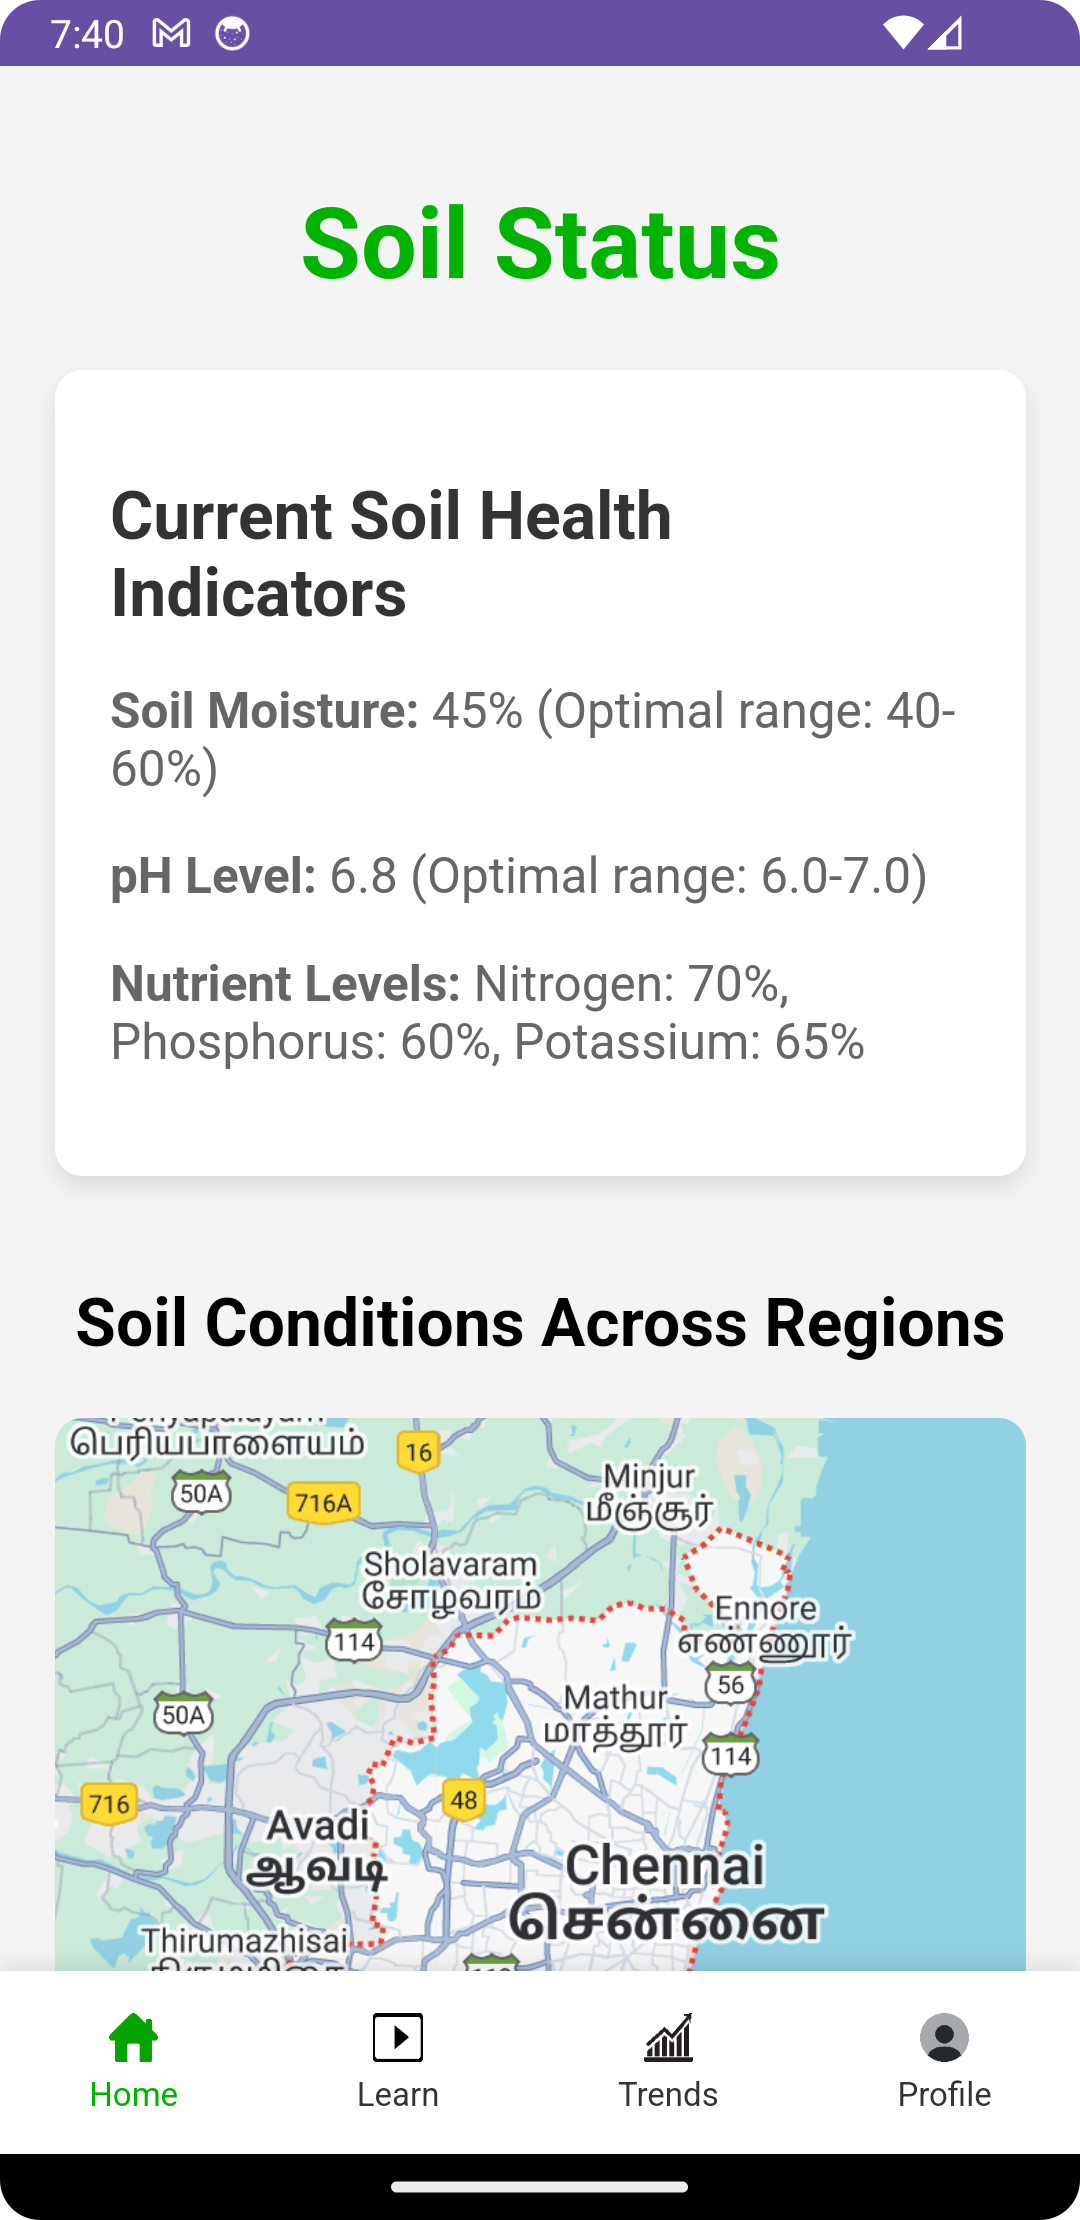 7:40
Soil Status
Current Soil Health
Indicators
Soil Moisture: 45% (Optimal range: 40-
60%)
pH Level: 6.8 (Optimal range: 6.0-7.0)
Nutrient Levels: Nitrogen: 70%,
Phosphorus: 60%, Potassium: 65%
Soil Conditions Across Regions
பெரியபாளையம்
16
50A
716A
Minjur
மீஞ்சூர்
Sholavaram
சோழவரம்
Ennore
எண்ணூர்
114
56
50A
Mathur
மாத்தூர்
114
716
48
Avadi
ஆவடி
Chennai
சென்னை
Thirumazhisai
Home
Learn
Trends
Profile